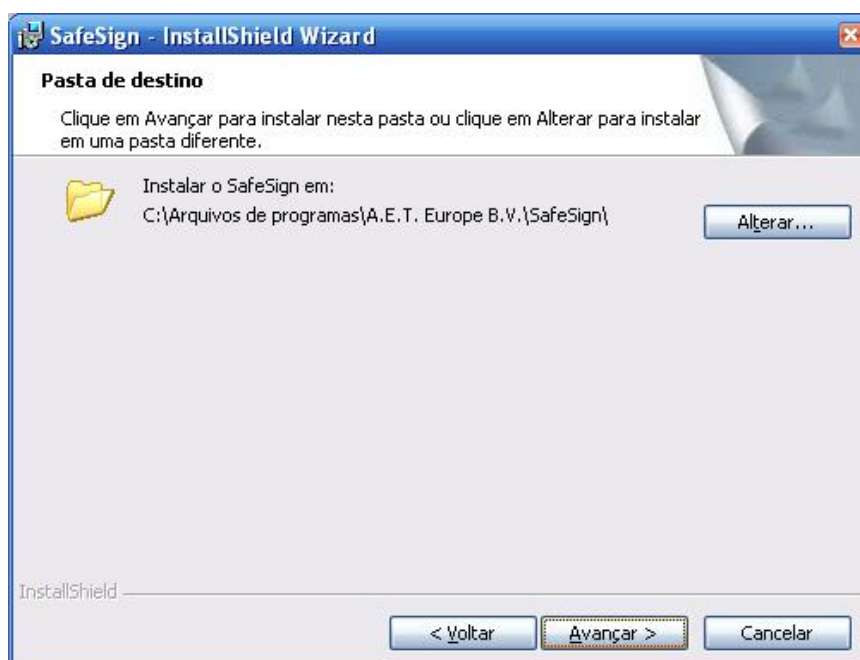 SafeSign - InstallShield Wizard
Pasta de destino
Clique em Avançar para instalar nesta pasta ou clique em Alterar para instalar
em uma pasta diferente.
Instalar o SafeSign em:
C:\Arquivos de programas\A.E.T. Europe B.V.\SafeSign\
Alterar...
InstallShield
< Voltar
Avançar >
Cancelar